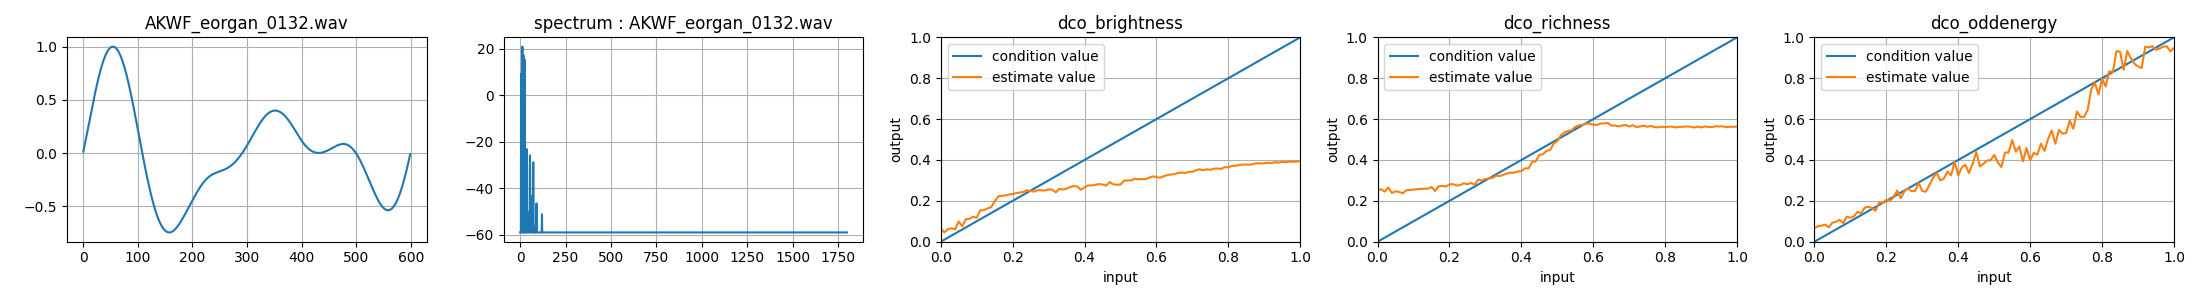 AKWF_eorgan_0132.wav
1.0
0.5
0.0
−0.5
0 100 200 300 400 500 600
spectrum : AKWF_eorgan_0132.wav
20
0
−20
−40
−60
0 250 500 750 1000 1250 1500 1750
dco_brightness
condition value
estimate value
output
1.0
0.8
0.6
0.4
0.2
0.0
0.0 0.2 0.4 0.6 0.8 1.0
input
dco_richness
condition value
estimate value
output
1.0
0.8
0.6
0.4
0.2
0.0
0.0 0.2 0.4 0.6 0.8 1.0
input
dco_oddenergy
condition value
estimate value
output
1.0
0.8
0.6
0.4
0.2
0.0
0.0 0.2 0.4 0.6 0.8 1.0
input